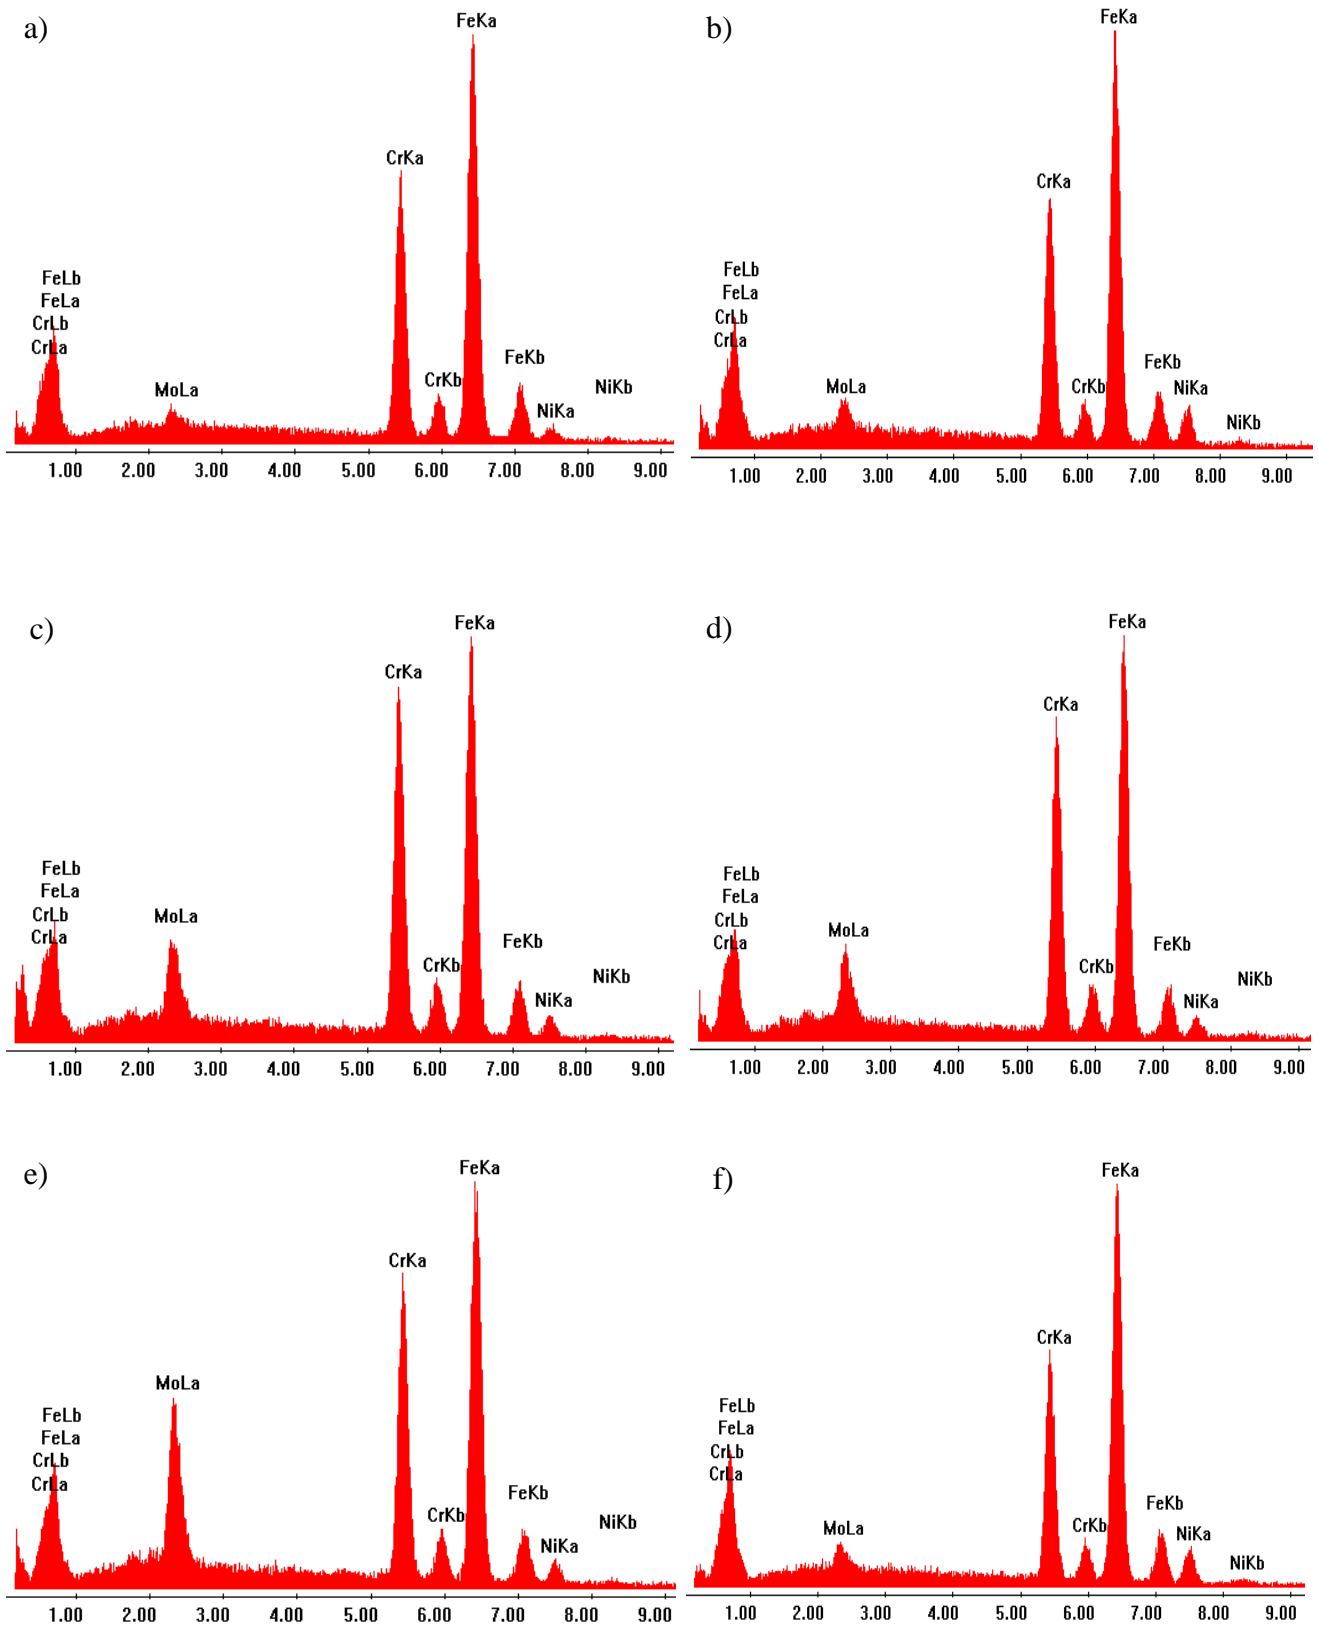 a)
FeKa
CrKa
FeLb
FeLa
CrLb
CrLa
MoLa
CrKb
FeKb
NiKa
NiKb
1.00 2.00 3.00 4.00 5.00 6.00 7.00 8.00 9.00
b)
FeKa
CrKa
FeLb
FeLa
CrLb
CrLa
MoLa
CrKb
FeKb
NiKa
NiKb
1.00 2.00 3.00 4.00 5.00 6.00 7.00 8.00 9.00
c)
FeKa
CrKa
FeLb
FeLa
CrLb
CrLa
MoLa
CrKb
FeKb
NiKa
NiKb
1.00 2.00 3.00 4.00 5.00 6.00 7.00 8.00 9.00
d)
FeKa
CrKa
FeLb
FeLa
CrLb
CrLa
MoLa
CrKb
FeKb
NiKa
NiKb
1.00 2.00 3.00 4.00 5.00 6.00 7.00 8.00 9.00
e)
FeKa
CrKa
MoLa
FeLb
FeLa
CrLb
CrLa
CrKb
FeKb
NiKa
NiKb
1.00 2.00 3.00 4.00 5.00 6.00 7.00 8.00 9.00
f)
FeKa
CrKa
FeLb
FeLa
CrLb
CrLa
MoLa
CrKb
FeKb
NiKa
NiKb
1.00 2.00 3.00 4.00 5.00 6.00 7.00 8.00 9.00